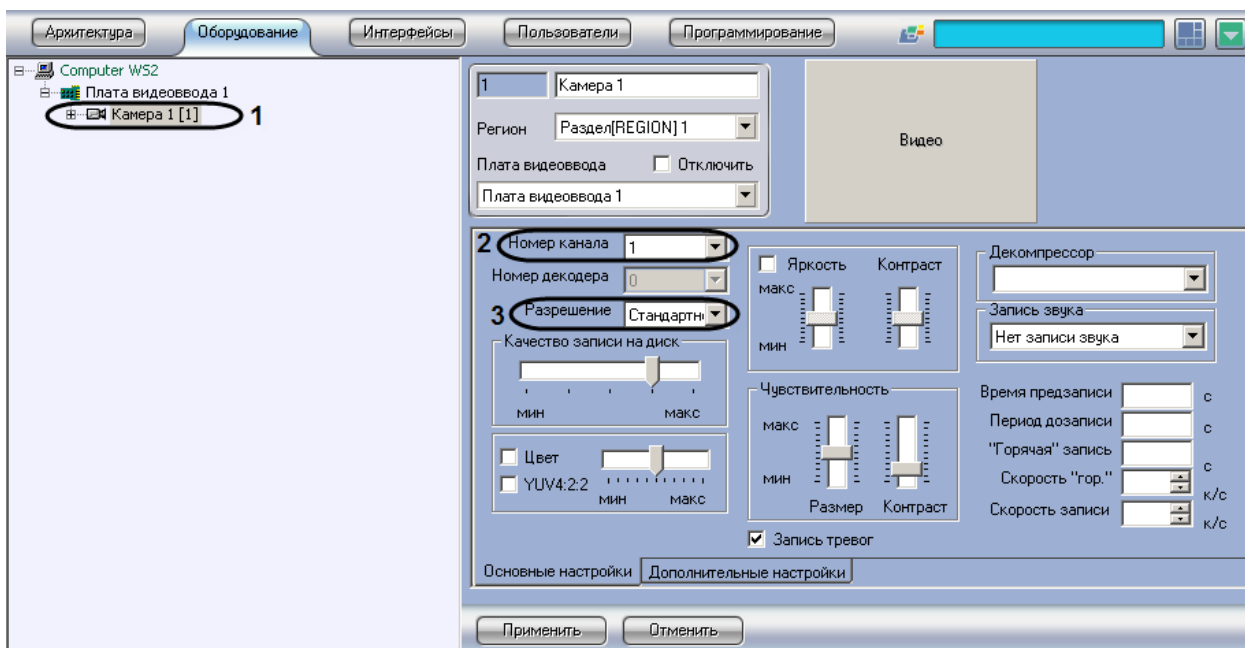 Архитектура Оборудование Интерфейсы Пользователи Программирование
Computer WS2
Плата видеоввода 1
Камера 1 [1] 1
1 Камера 1
Регион Раздел[REGION] 1
Плата видеоввода Отключить
Плата видеоввода 1
Видео
2 Номер канала 1
Номер декодера 0
3 Разрешение Стандартн
Качество записи на диск
мин макс
Цвет
YUV4:2:2
мин макс
Яркость Контраст
макс
мин
Чувствительность
макс
мин
Размер Контраст
Запись тревог
Декомпрессор
Запись звука
Нет записи звука
Время предзаписи с
Период дозаписи с
"Горячая" запись с
Скорость "гор." к/с
Скорость записи к/с
Основные настройки Дополнительные настройки
Применить Отменить